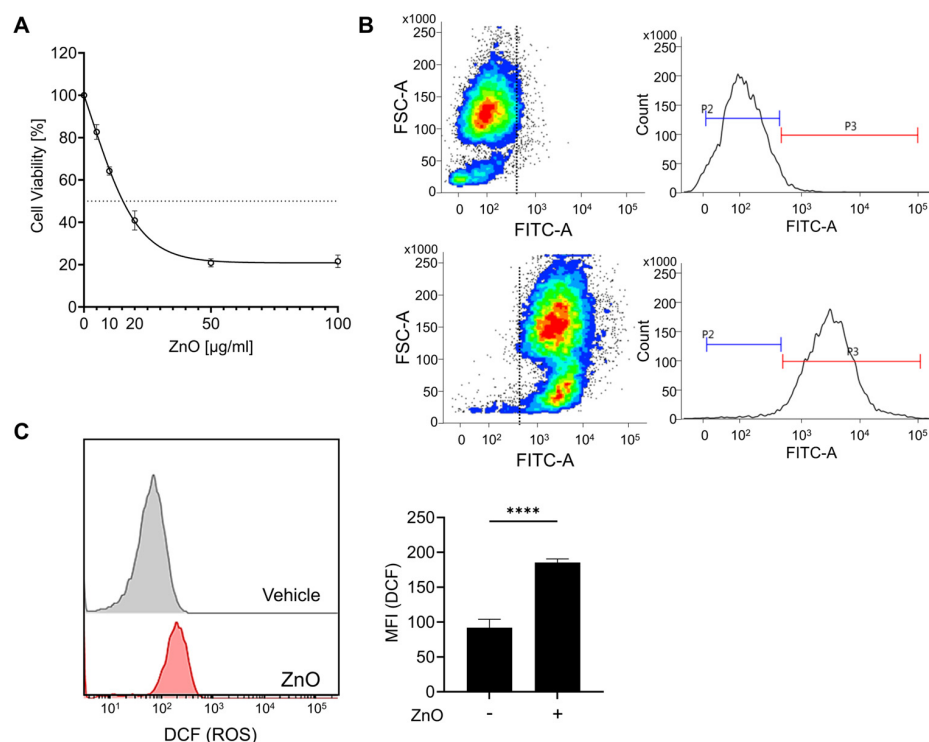 A
120
100
80
60
40
20
0
Cell Viability [%]
0
10
20
50
100
ZnO [µg/ml]
B
x1000
250
200
150
100
50
0
FSC-A
0
10²
10³
10⁴
10⁵
FITC-A
x1000
250
200
150
100
50
0
Count
P2
P3
0
10²
10³
10⁴
10⁵
FITC-A
x1000
250
200
150
100
50
0
FSC-A
0
10²
10³
10⁴
10⁵
FITC-A
x1000
250
200
150
100
50
0
Count
P2
P3
0
10²
10³
10⁴
10⁵
FITC-A
C
Vehicle
ZnO
10¹
10²
10³
10⁴
10⁵
DCF (ROS)
250
200
150
100
50
0
MFI (DCF)
****
ZnO - +